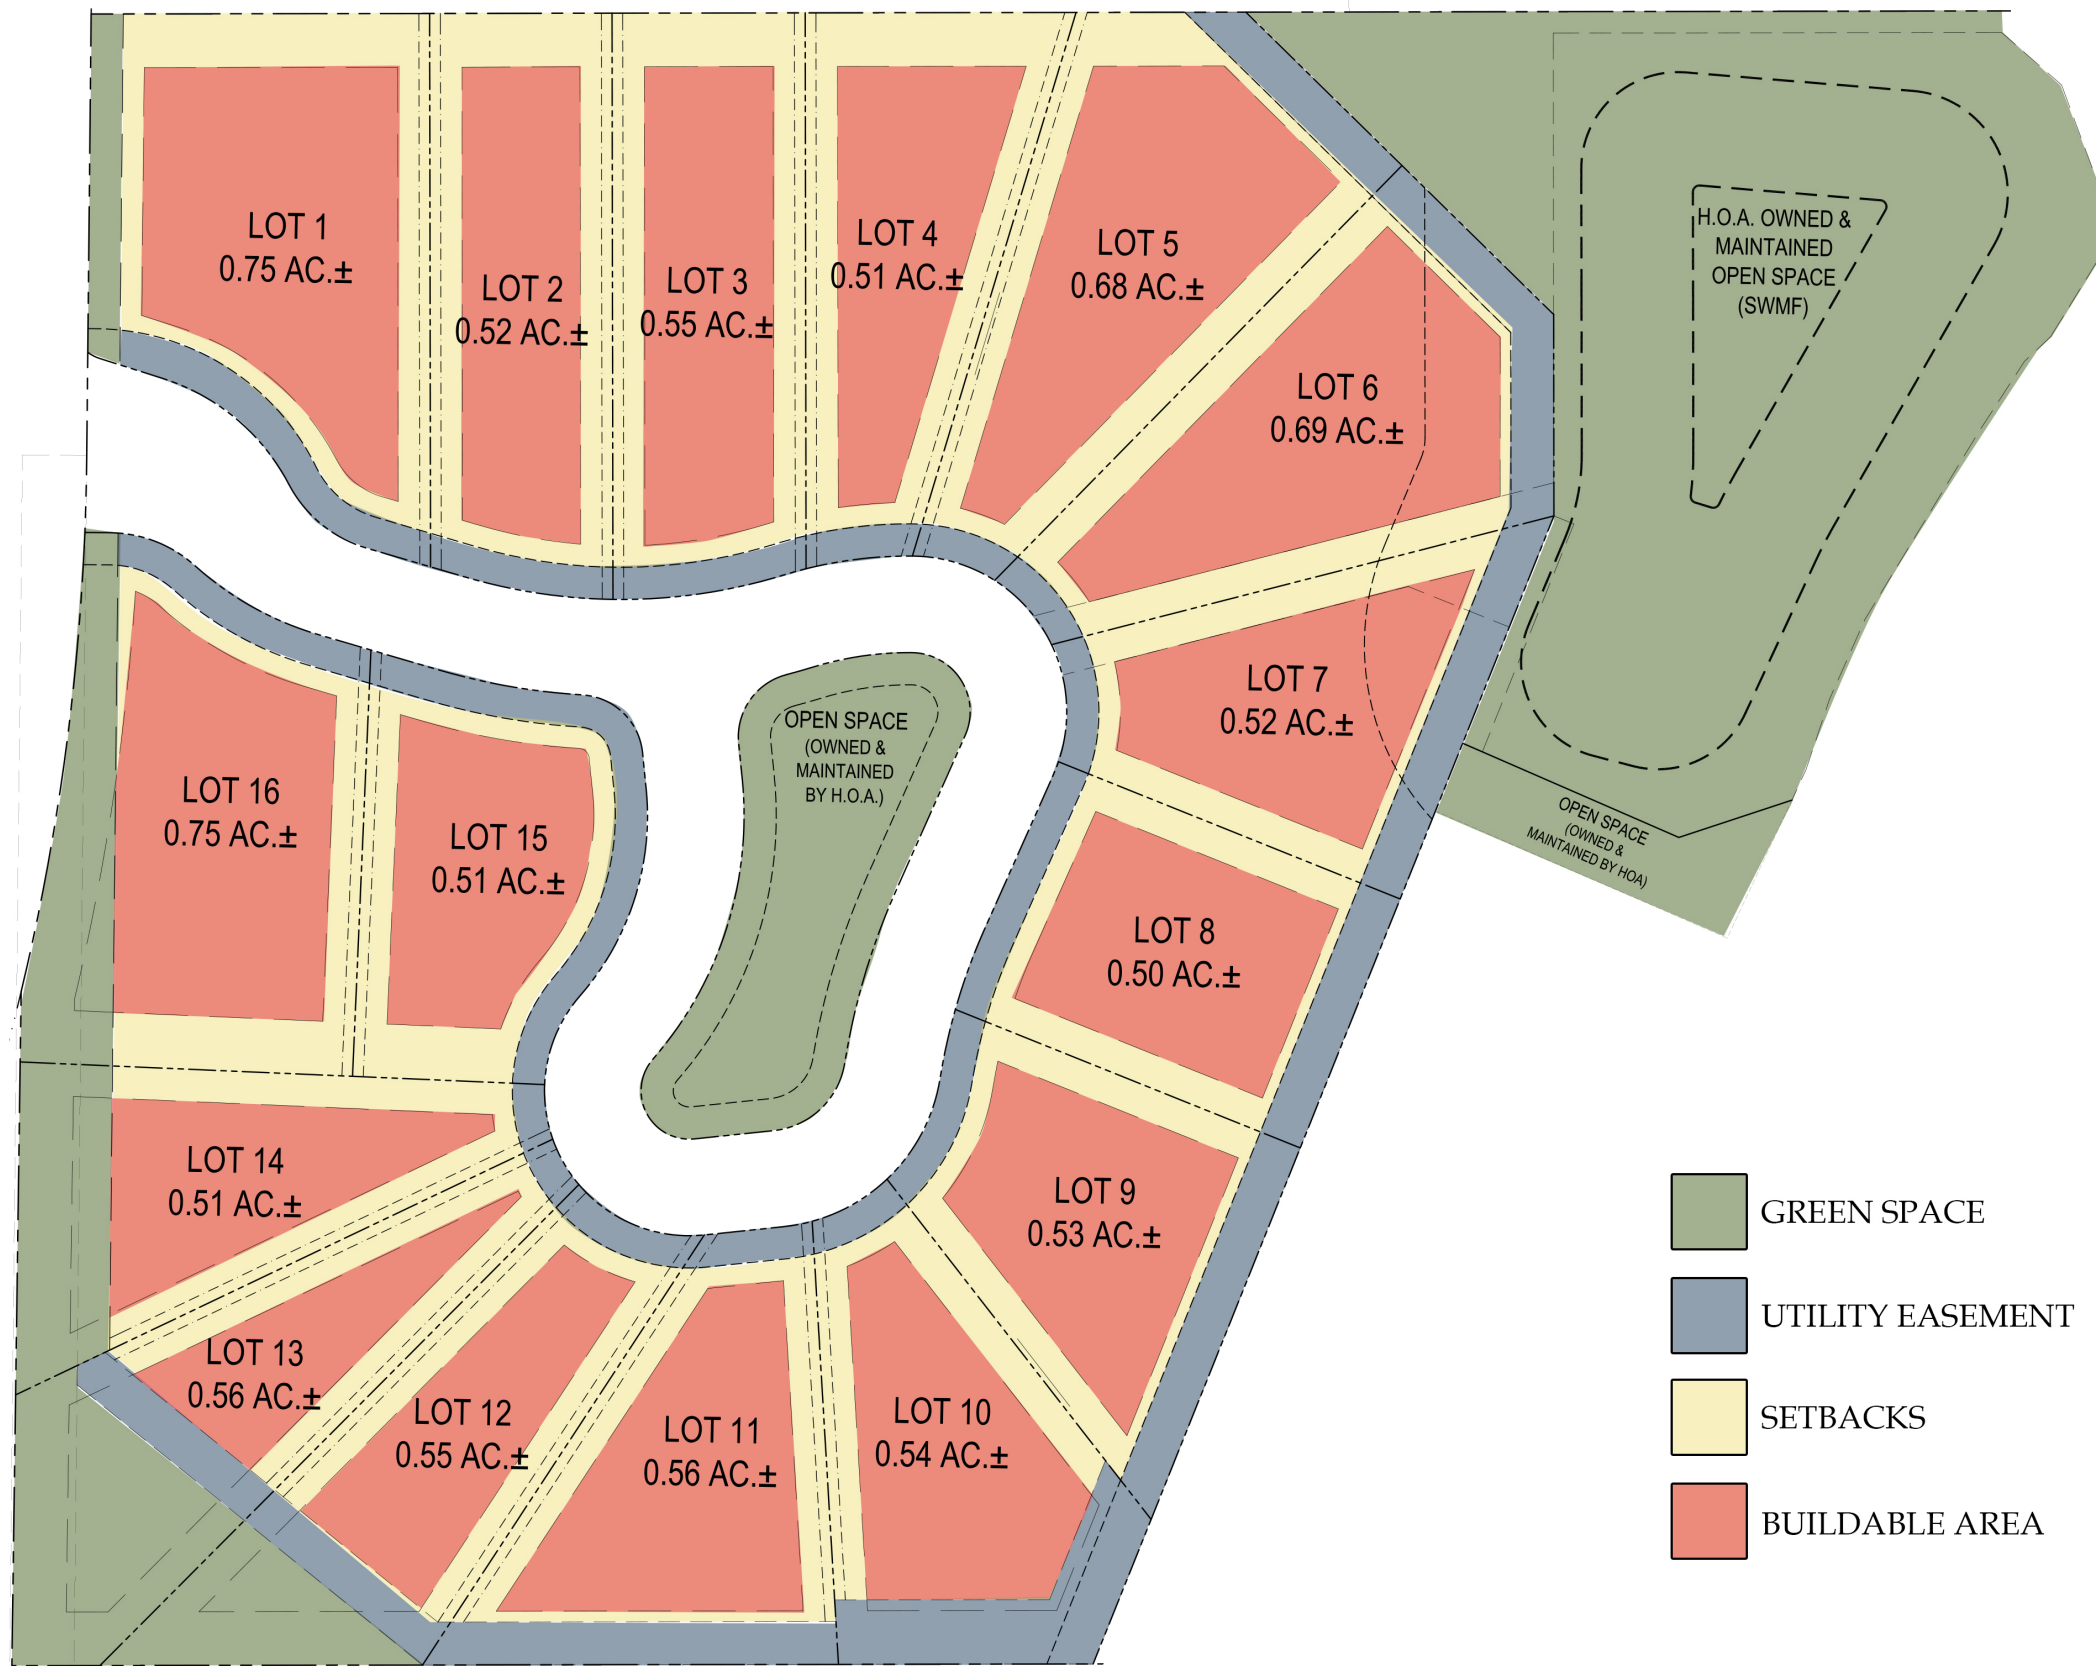 LOT 1
0.75 AC.±
LOT 2
0.52 AC.±
LOT 3
0.55 AC.±
LOT 4
0.51 AC.±
LOT 5
0.68 AC.±
LOT 6
0.69 AC.±
H.O.A. OWNED &
MAINTAINED
OPEN SPACE
(SWMF)
LOT 7
0.52 AC.±
OPEN SPACE
(OWNED &
MAINTAINED
BY H.O.A.)
OPEN SPACE
(OWNED &
MAINTAINED BY HOA)
LOT 16
0.75 AC.±
LOT 15
0.51 AC.±
LOT 8
0.50 AC.±
LOT 14
0.51 AC.±
LOT 9
0.53 AC.±
LOT 13
0.56 AC.±
LOT 12
0.55 AC.±
LOT 11
0.56 AC.±
LOT 10
0.54 AC.±
GREEN SPACE
UTILITY EASEMENT
SETBACKS
BUILDABLE AREA